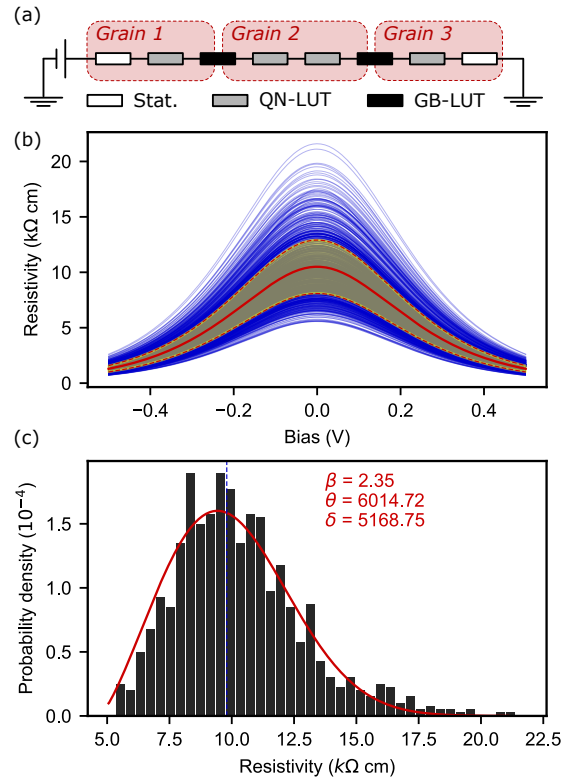 (a)
Grain 1 Grain 2 Grain 3
Stat. QN-LUT GB-LUT
(b)
20
15
10
5
0
Resistivity (kΩ cm)
−0.4 −0.2 0.0 0.2 0.4
Bias (V)
(c)
β = 2.35
θ = 6014.72
δ = 5168.75
1.5
1.0
0.5
0.0
Probability density (10⁻⁴)
5.0 7.5 10.0 12.5 15.0 17.5 20.0 22.5
Resistivity (kΩ cm)